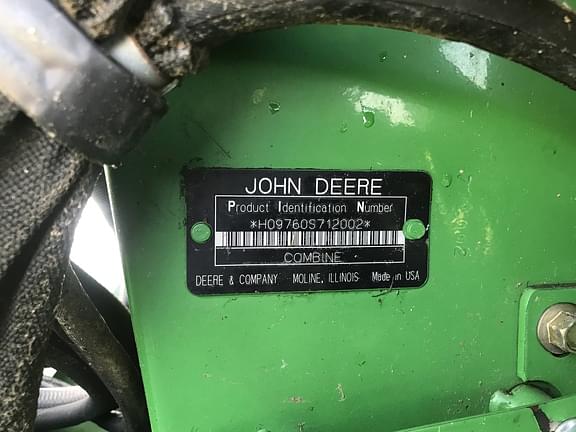 JOHN DEERE
Product Identification Number
*H09760S712002*
COMBINE
DEERE & COMPANY MOLINE, ILLINOIS Made in USA